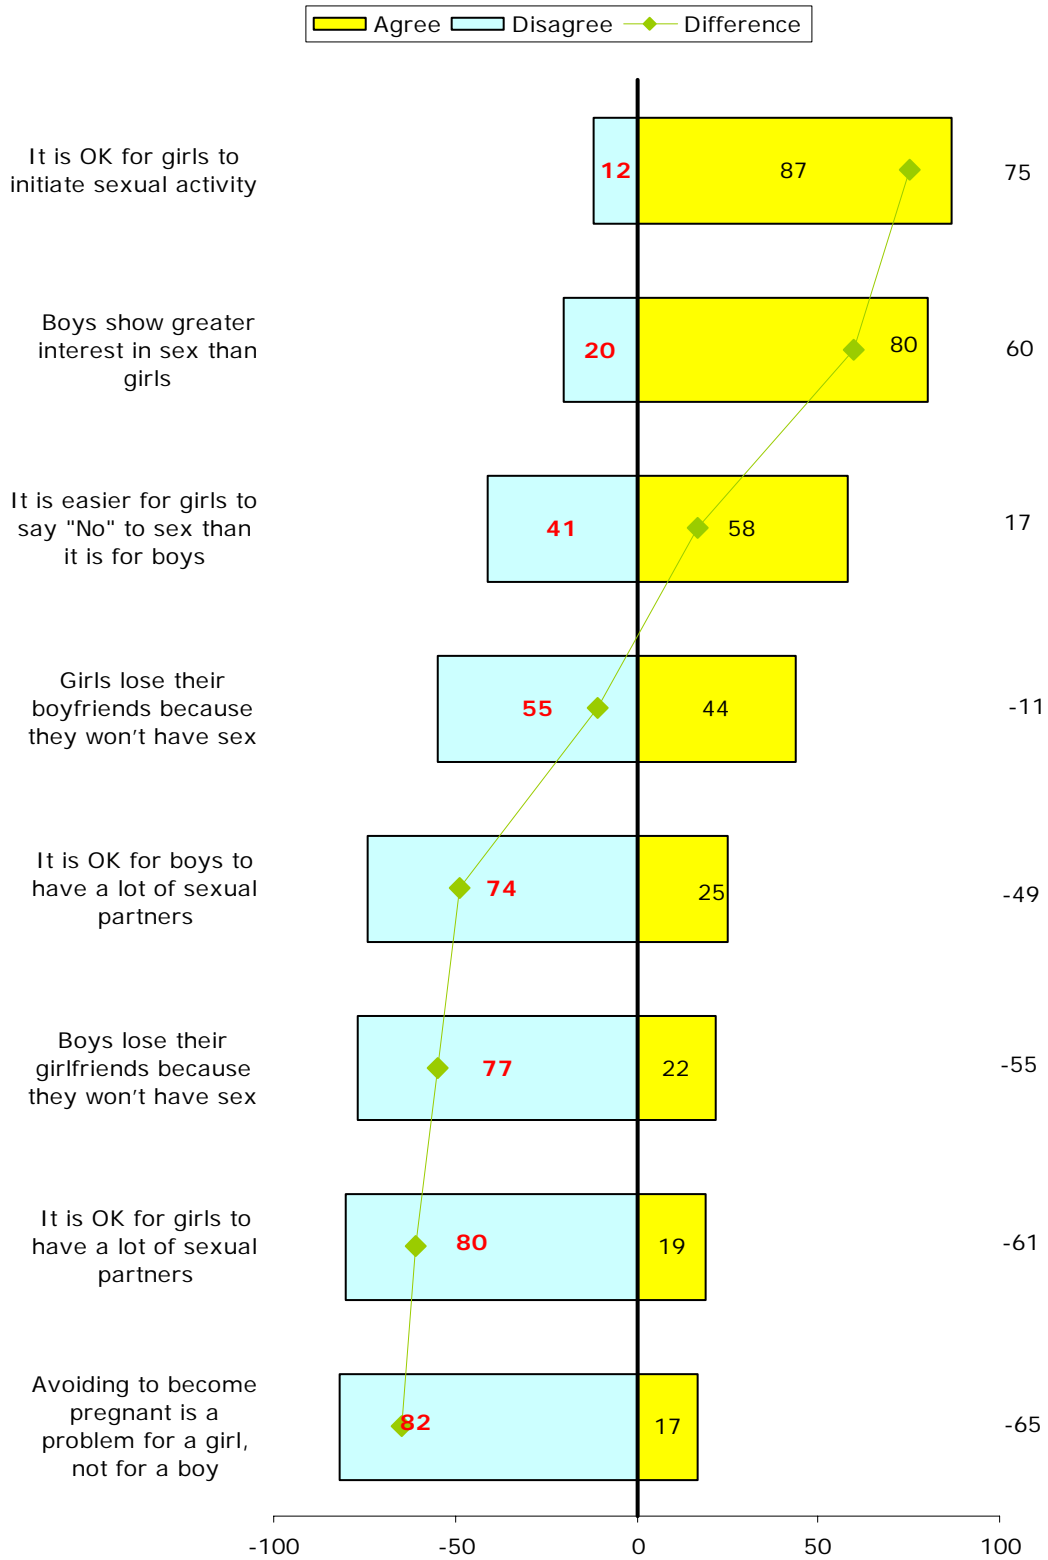 Agree Disagree Difference
It is OK for girls to
initiate sexual activity
12 87 75
Boys show greater
interest in sex than
girls
20 80 60
It is easier for girls to
say "No" to sex than
it is for boys
41 58 17
Girls lose their
boyfriends because
they won't have sex
55 44 -11
It is OK for boys to
have a lot of sexual
partners
74 25 -49
Boys lose their
girlfriends because
they won't have sex
77 22 -55
It is OK for girls to
have a lot of sexual
partners
80 19 -61
Avoiding to become
pregnant is a
problem for a girl,
not for a boy
82 17 -65
-100 -50 0 50 100